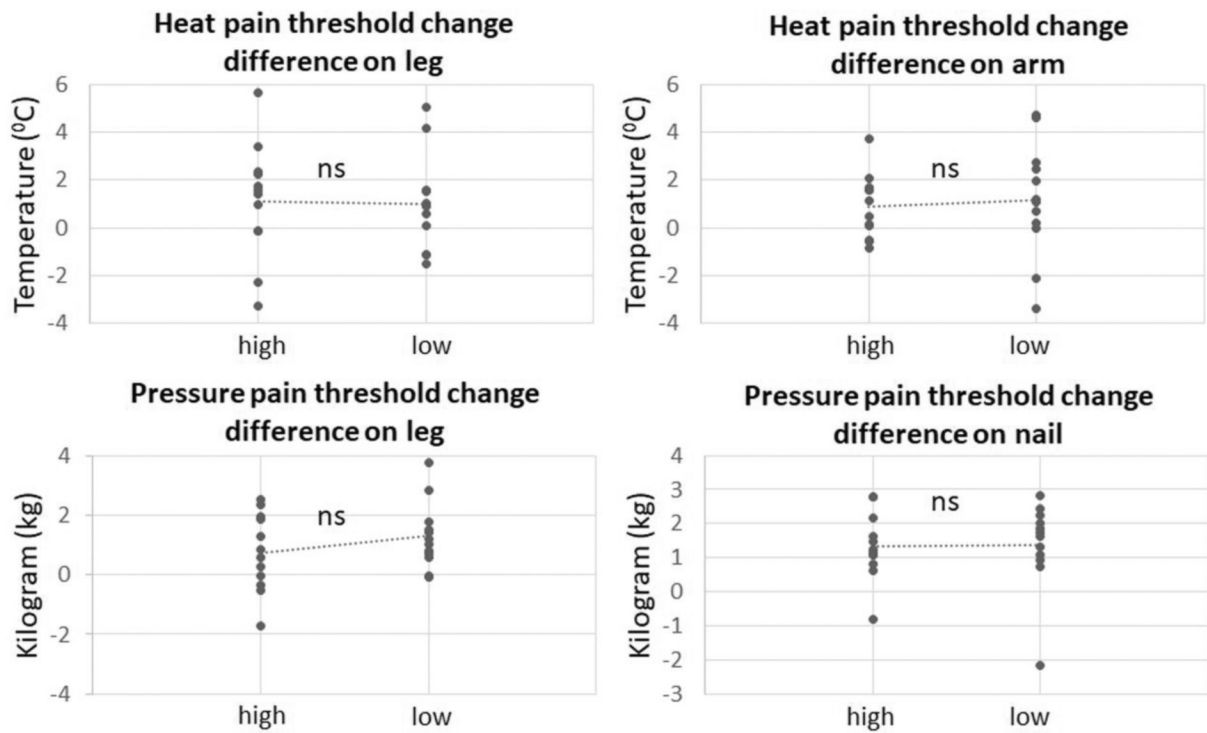 Heat pain threshold change
difference on leg
Temperature (⁰C)
6
4
2
0
-2
-4
ns
high low
Heat pain threshold change
difference on arm
Temperature (⁰C)
6
4
2
0
-2
-4
ns
high low
Pressure pain threshold change
difference on leg
Kilogram (kg)
4
2
0
-2
-4
ns
high low
Pressure pain threshold change
difference on nail
Kilogram (kg)
4
3
2
1
0
-1
-2
-3
ns
high low